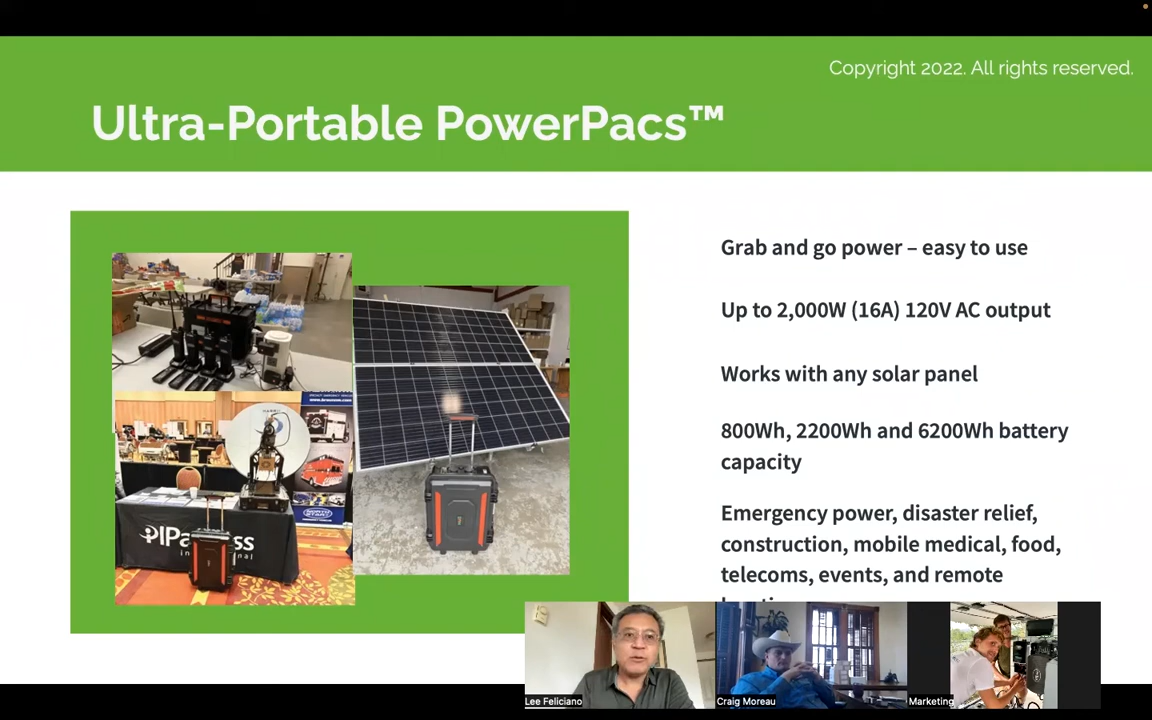 Copyright 2022. All rights reserved.
Ultra-Portable PowerPacs™
Grab and go power – easy to use
Up to 2,000W (16A) 120V AC output
Works with any solar panel
800Wh, 2200Wh and 6200Wh battery
capacity
Emergency power, disaster relief,
construction, mobile medical, food,
telecoms, events, and remote
Lee Feliciano
Craig Moreau
Marketing